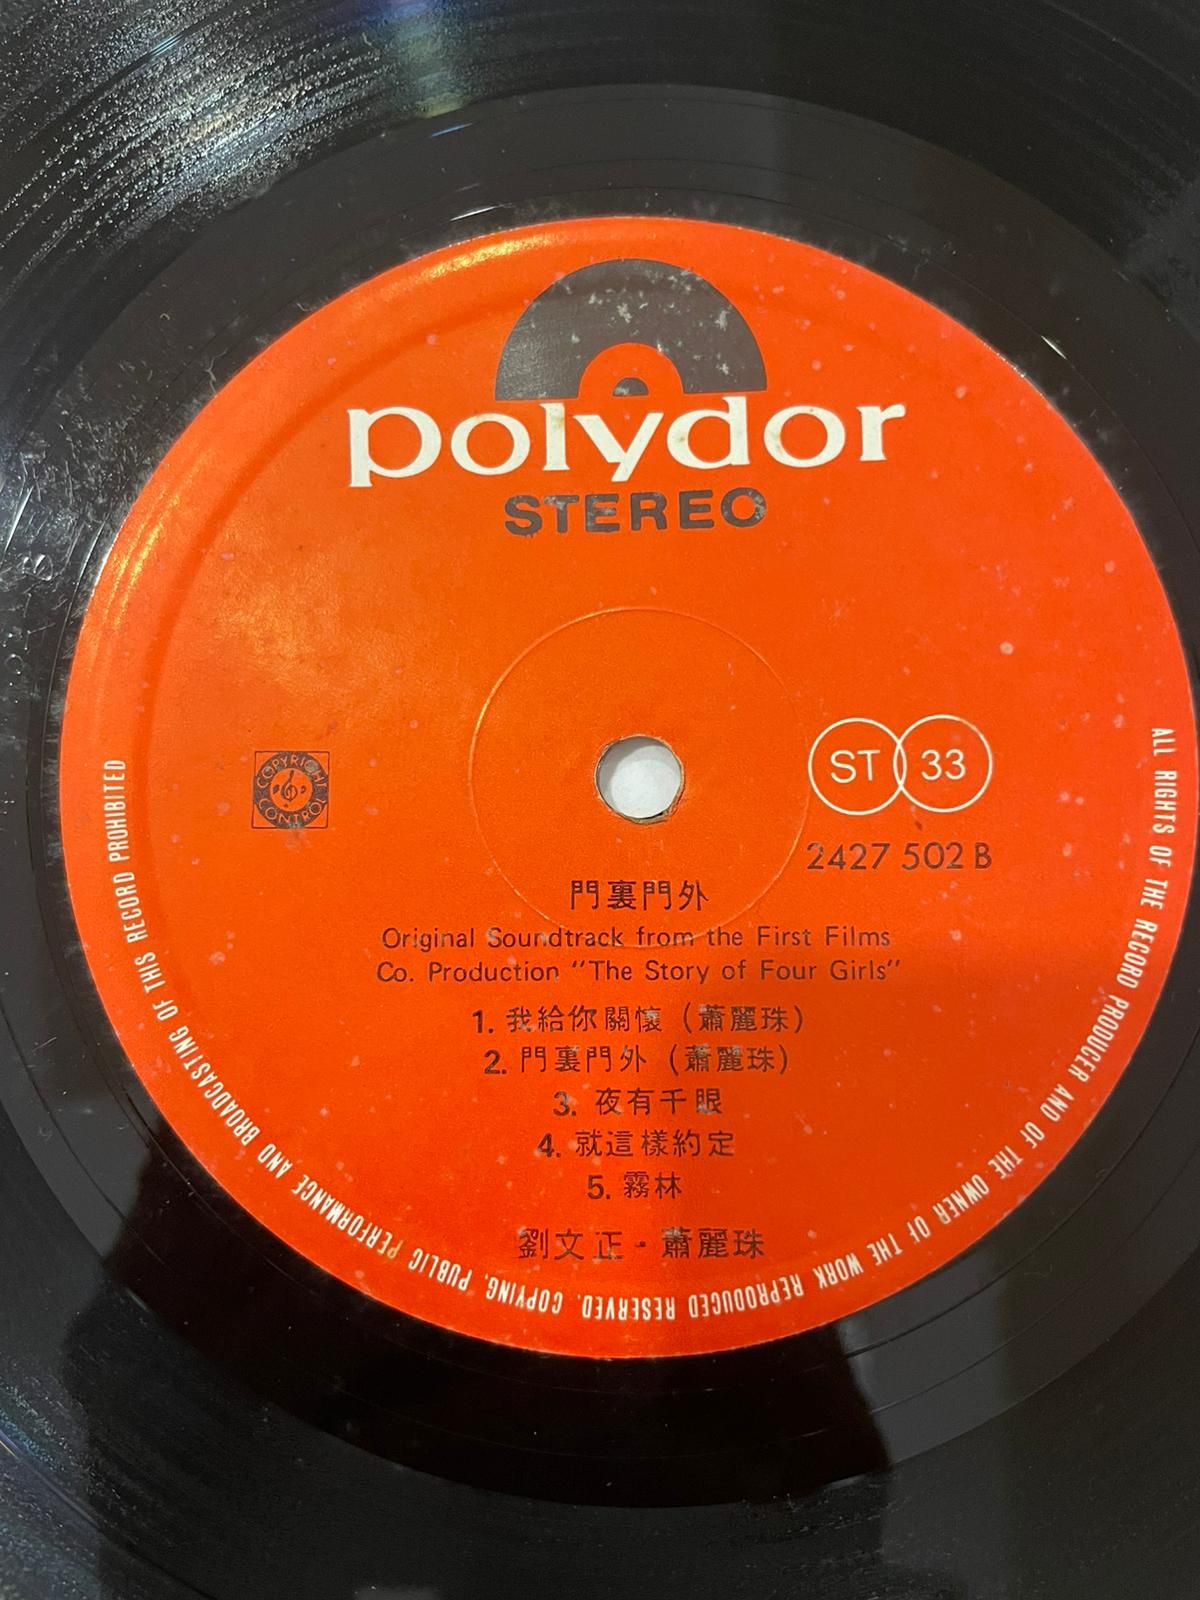 polydor
STEREO
COPYRIGHT
CONTROL
ST 33
2427 502 B
門裏門外
Original Soundtrack from the First Films
Co. Production "The Story of Four Girls"
1. 我給你關懷 (蕭麗珠)
2. 門裏門外 (蕭麗珠)
3. 夜有千眼
4. 就這樣約定
5. 霧林
劉文正·蕭麗珠
ALL RIGHTS OF THE RECORD PRODUCER AND OF THE OWNER OF THE WORK REPRODUCED RESERVED. COPYING, PUBLIC PERFORMANCE AND BROADCASTING OF THIS RECORD PROHIBITED